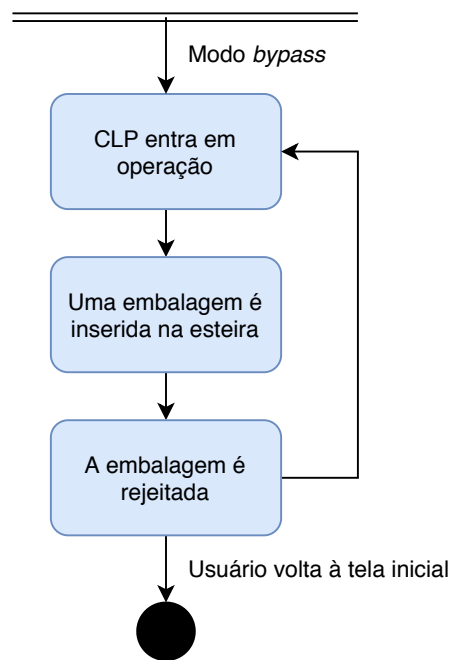 Modo bypass
CLP entra em
operação
Uma embalagem é
inserida na esteira
A embalagem é
rejeitada
Usuário volta à tela inicial